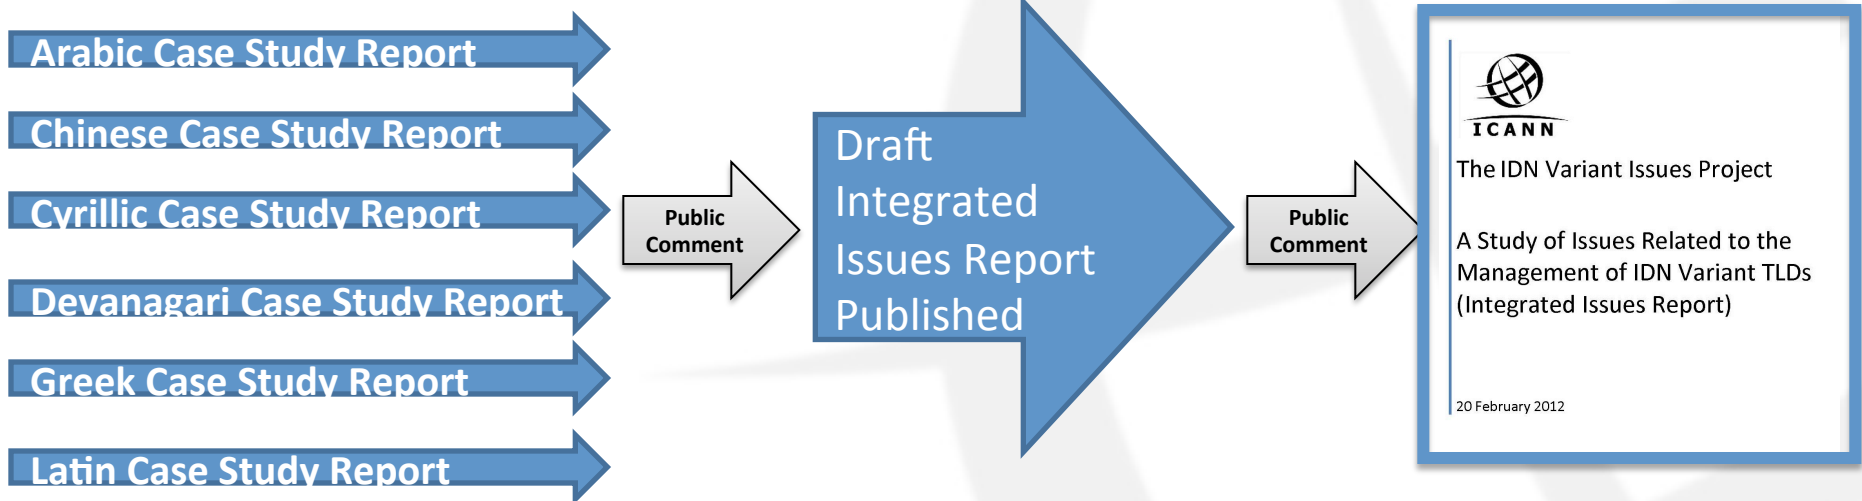 Arabic Case Study Report
Chinese Case Study Report
Cyrillic Case Study Report
Devanagari Case Study Report
Greek Case Study Report
Latin Case Study Report
Public
Comment
Draft
Integrated
Issues Report
Published
Public
Comment
ICANN
The IDN Variant Issues Project
A Study of Issues Related to the
Management of IDN Variant TLDs
(Integrated Issues Report)
20 February 2012